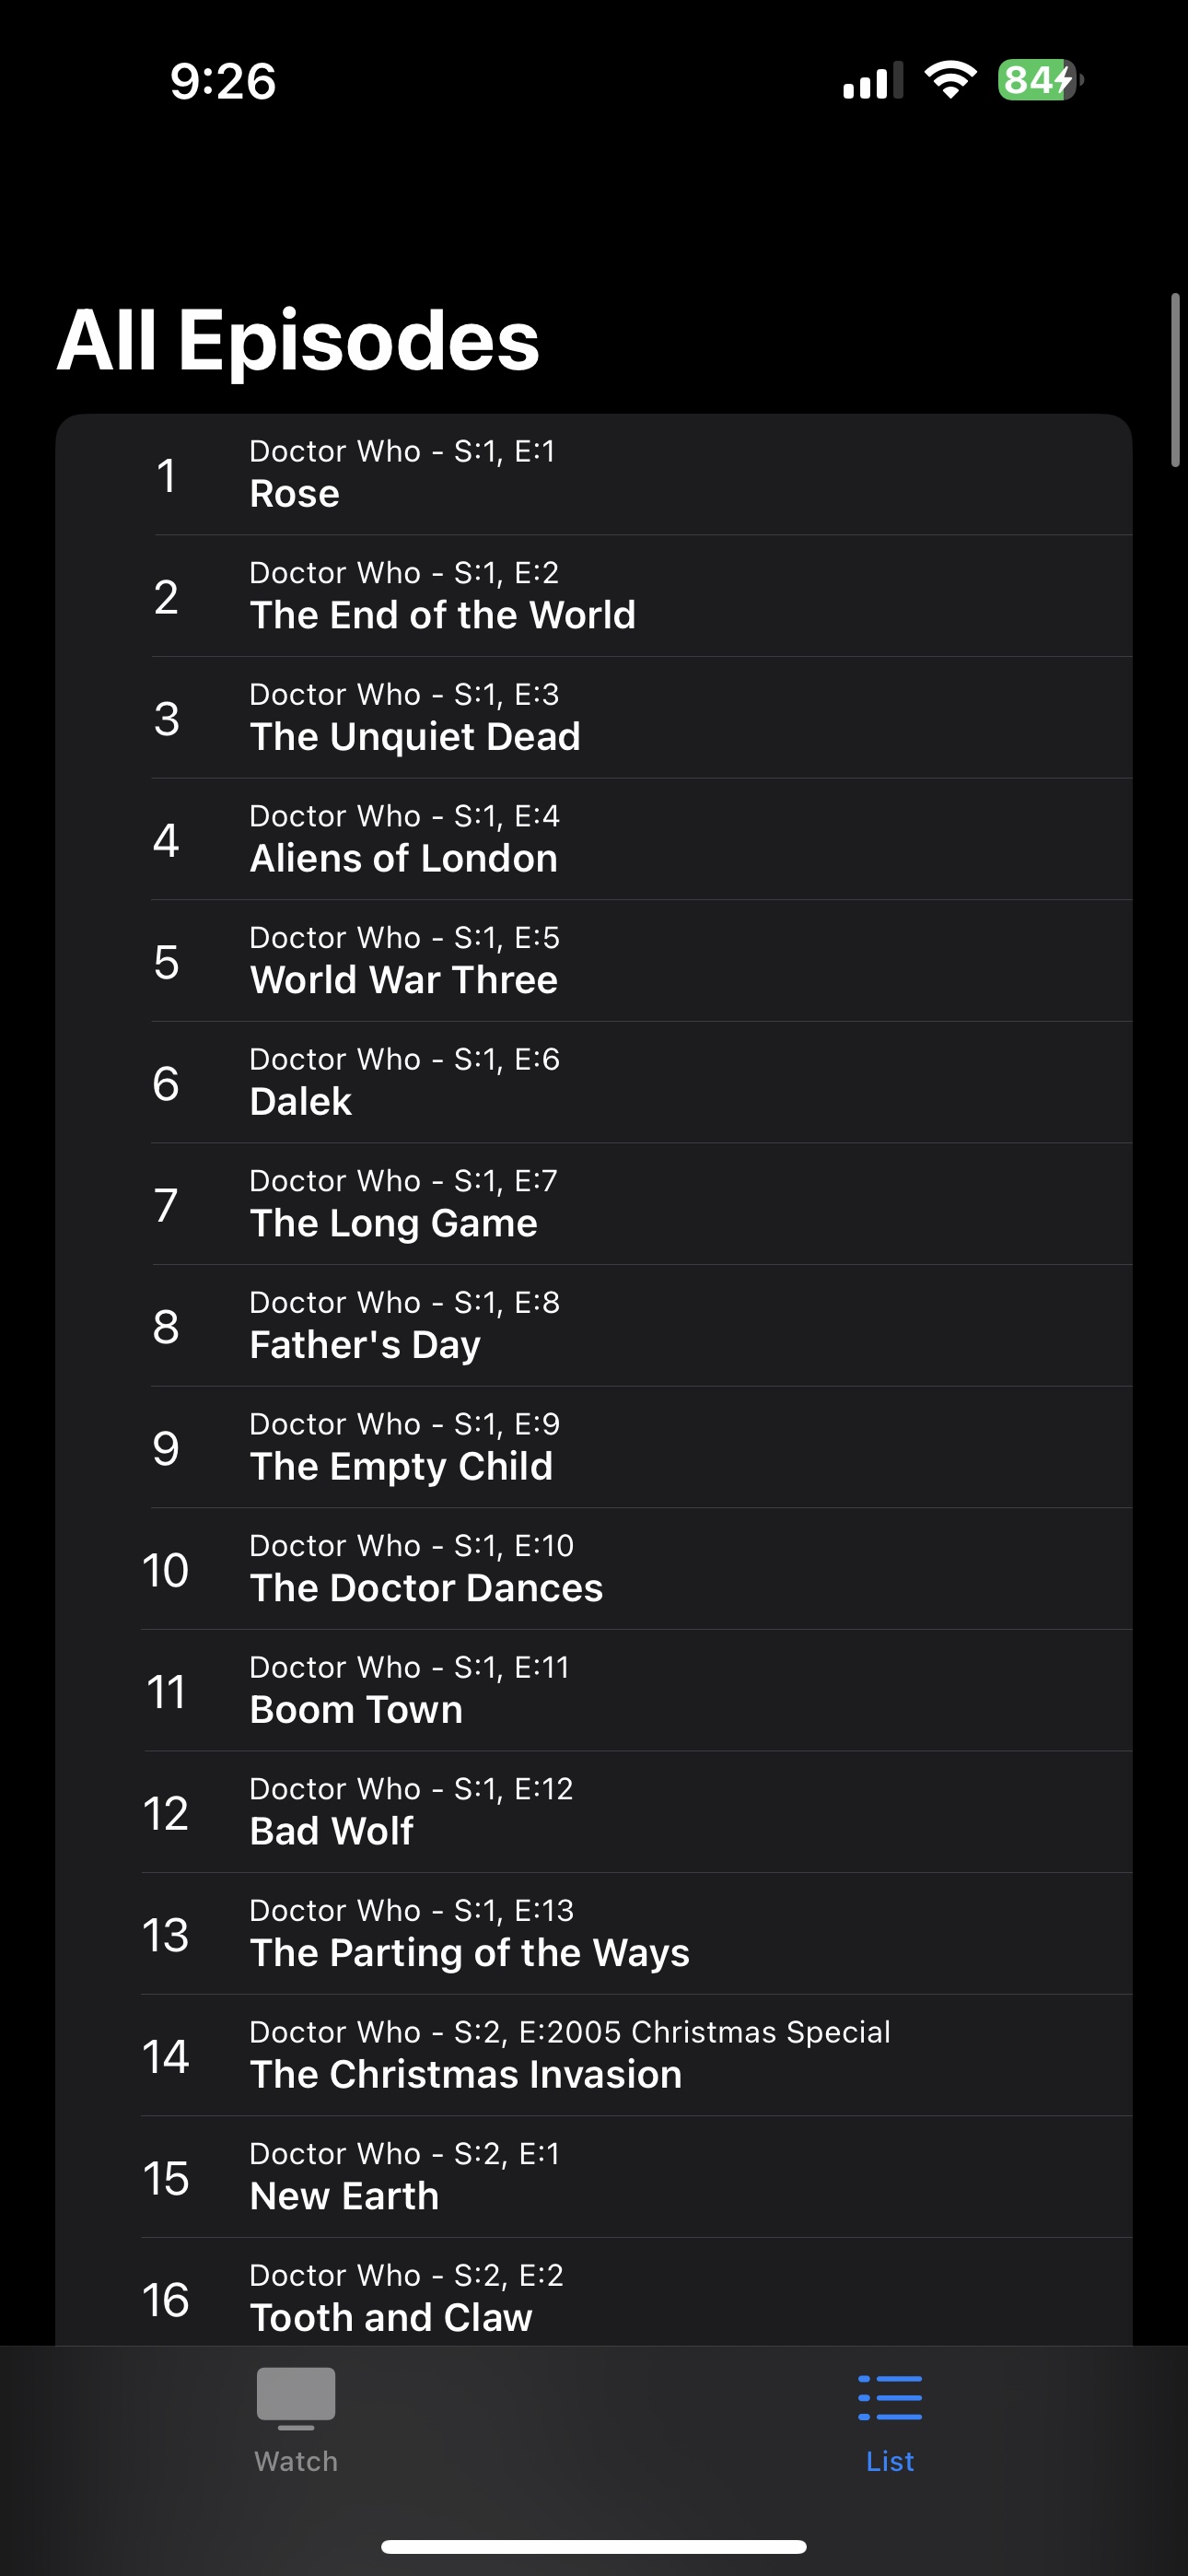 9:26
84
All Episodes
1
Doctor Who - S:1, E:1
Rose
2
Doctor Who - S:1, E:2
The End of the World
3
Doctor Who - S:1, E:3
The Unquiet Dead
4
Doctor Who - S:1, E:4
Aliens of London
5
Doctor Who - S:1, E:5
World War Three
6
Doctor Who - S:1, E:6
Dalek
7
Doctor Who - S:1, E:7
The Long Game
8
Doctor Who - S:1, E:8
Father's Day
9
Doctor Who - S:1, E:9
The Empty Child
10
Doctor Who - S:1, E:10
The Doctor Dances
11
Doctor Who - S:1, E:11
Boom Town
12
Doctor Who - S:1, E:12
Bad Wolf
13
Doctor Who - S:1, E:13
The Parting of the Ways
14
Doctor Who - S:2, E:2005 Christmas Special
The Christmas Invasion
15
Doctor Who - S:2, E:1
New Earth
16
Doctor Who - S:2, E:2
Tooth and Claw
Watch
List